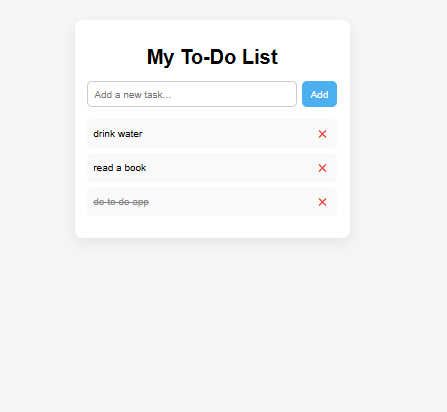 My To-Do List
Add a new task...
Add
drink water
✕
read a book
✕
do to do app
✕